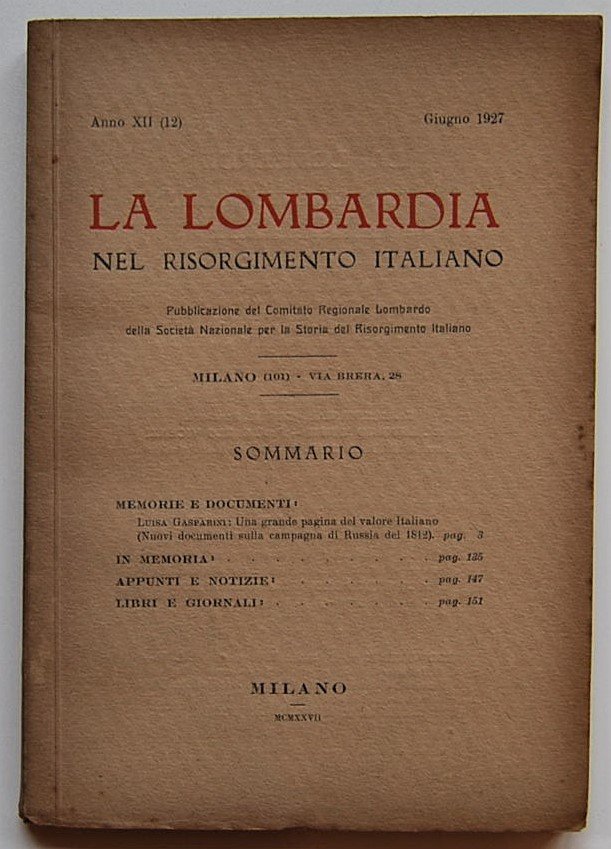 Anno XII (12) Giugno 1927
LA LOMBARDIA
NEL RISORGIMENTO ITALIANO
Pubblicazione del Comitato Regionale Lombardo
della Società Nazionale per la Storia del Risorgimento Italiano
MILANO (101) - VIA BRERA, 28
SOMMARIO
MEMORIE E DOCUMENTI:
LUISA GASPARINI: Una grande pagina del valore Italiano
(Nuovi documenti sulla campagna di Russia del 1812). pag. 3
IN MEMORIA: . . . . . . . . . pag. 135
APPUNTI E NOTIZIE: . . . . . . . pag. 147
LIBRI E GIORNALI: . . . . . . . pag. 151
MILANO
MCMXXVII